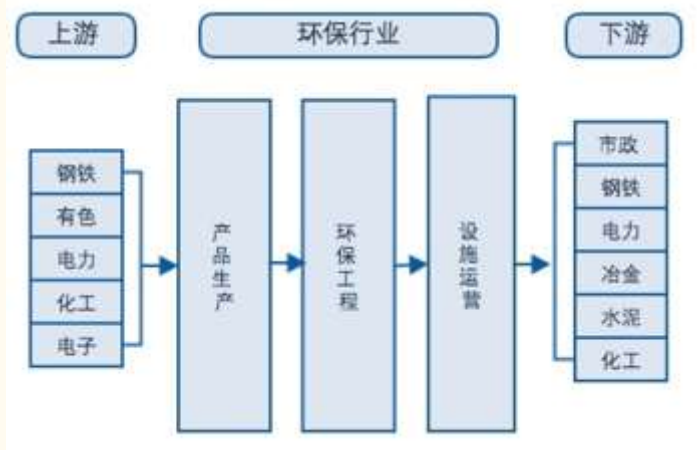 上游
环保行业
下游
钢铁
有色
电力
化工
电子
产品生产
环保工程
设施运营
市政
钢铁
电力
冶金
水泥
化工